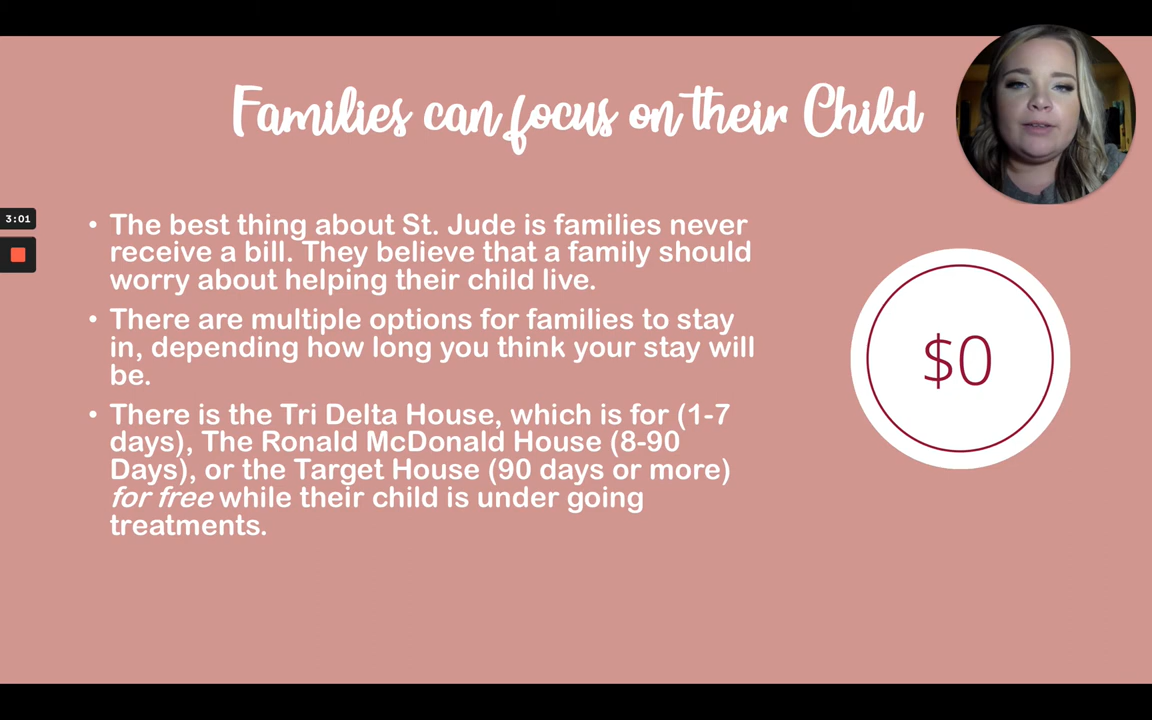 Families can focus on their Child
3:01
• The best thing about St. Jude is families never
receive a bill. They believe that a family should
worry about helping their child live.
• There are multiple options for families to stay
in, depending how long you think your stay will
be.
• There is the Tri Delta House, which is for (1-7
days), The Ronald McDonald House (8-90
Days), or the Target House (90 days or more)
for free while their child is under going
treatments.
$0